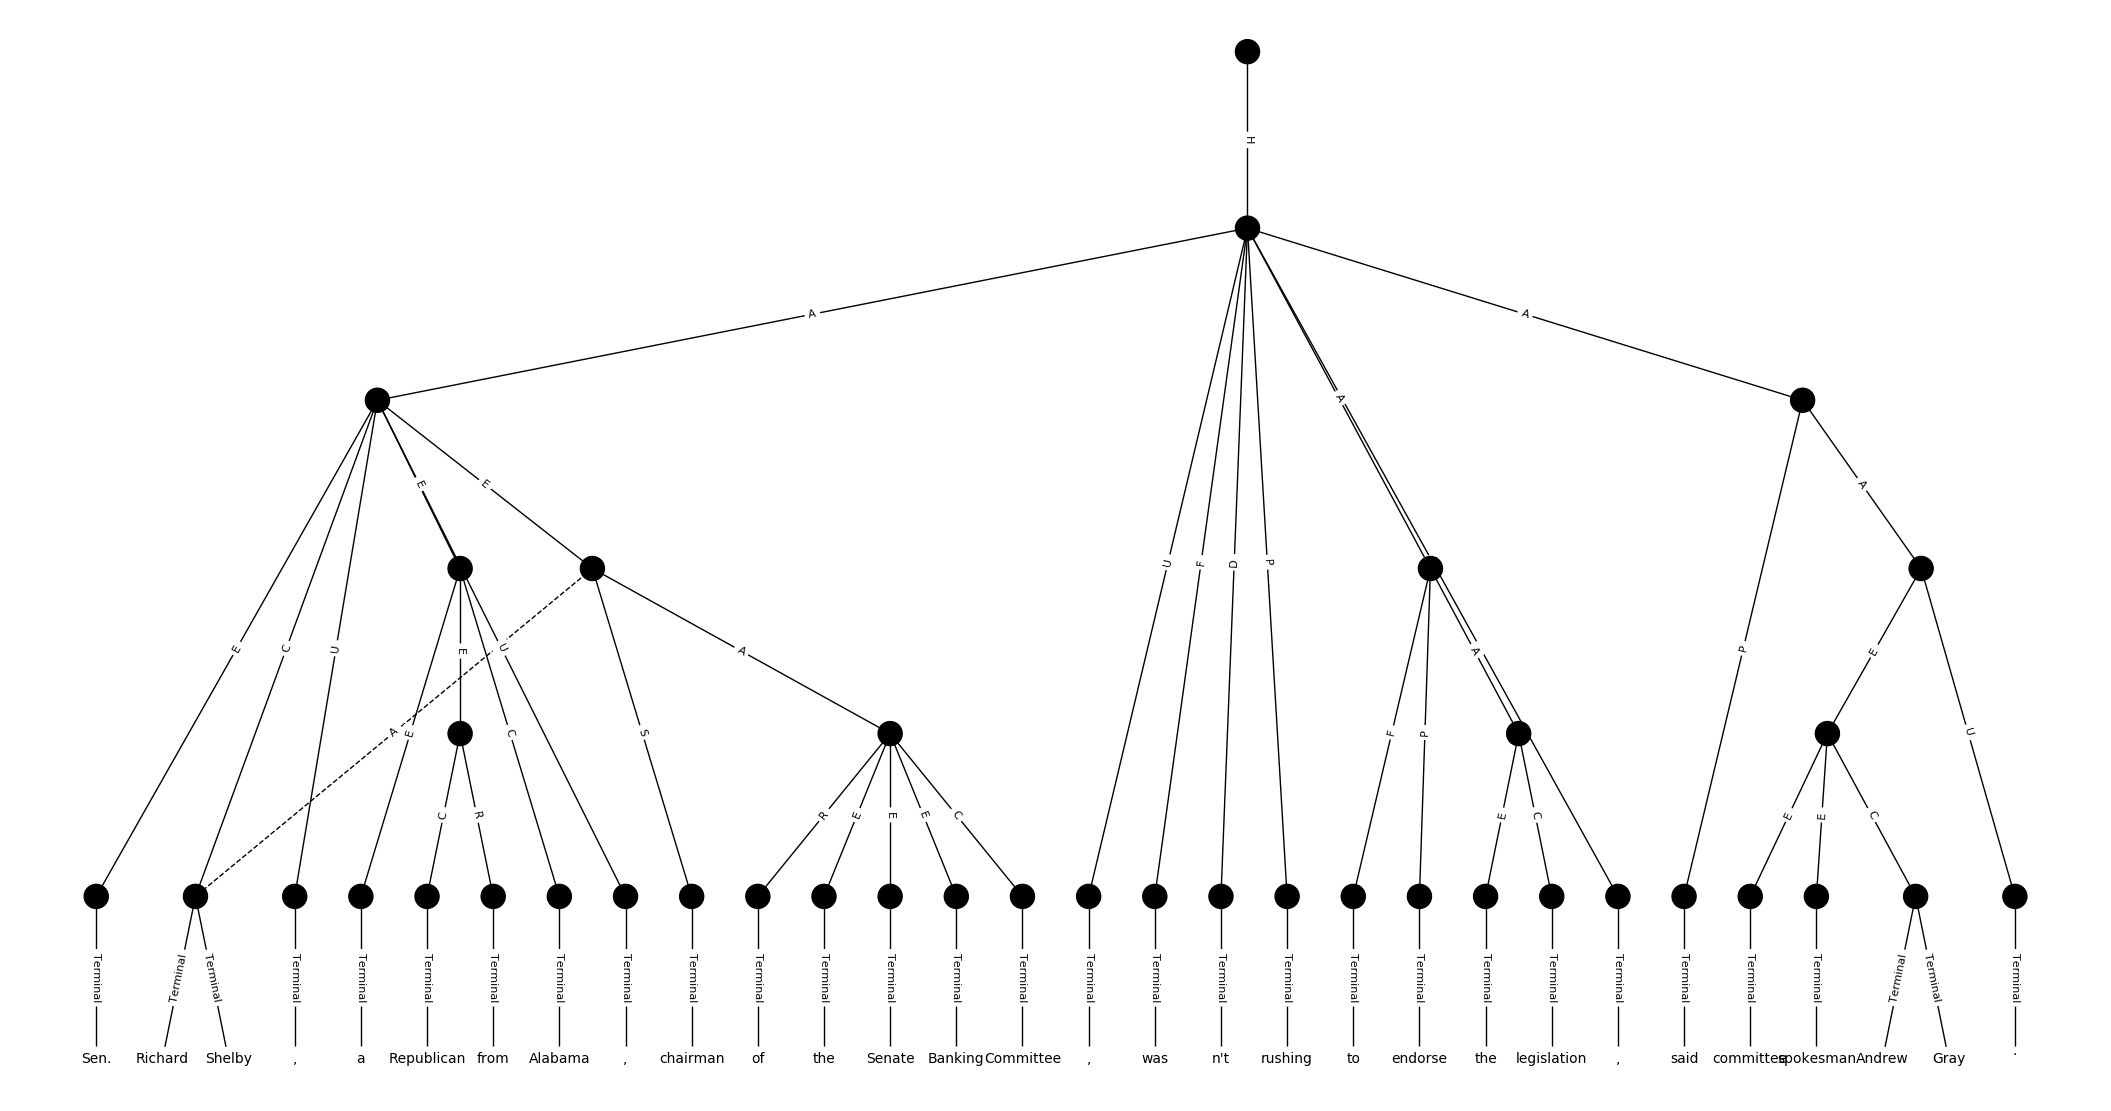 H
A A
A
E E A
U F D P
E C U E U A A P E
A E C S P F P U
C R R E E E C E C E E C
Terminal Terminal Terminal Terminal Terminal Terminal Terminal Terminal Terminal Terminal Terminal Terminal Terminal Terminal Terminal Terminal Terminal Terminal Terminal Terminal Terminal Terminal Terminal Terminal Terminal Terminal Terminal Terminal Terminal Terminal
Sen. Richard Shelby , a Republican from Alabama , chairman of the Senate Banking Committee , was n't rushing to endorse the legislation , said committee spokesman Andrew Gray .